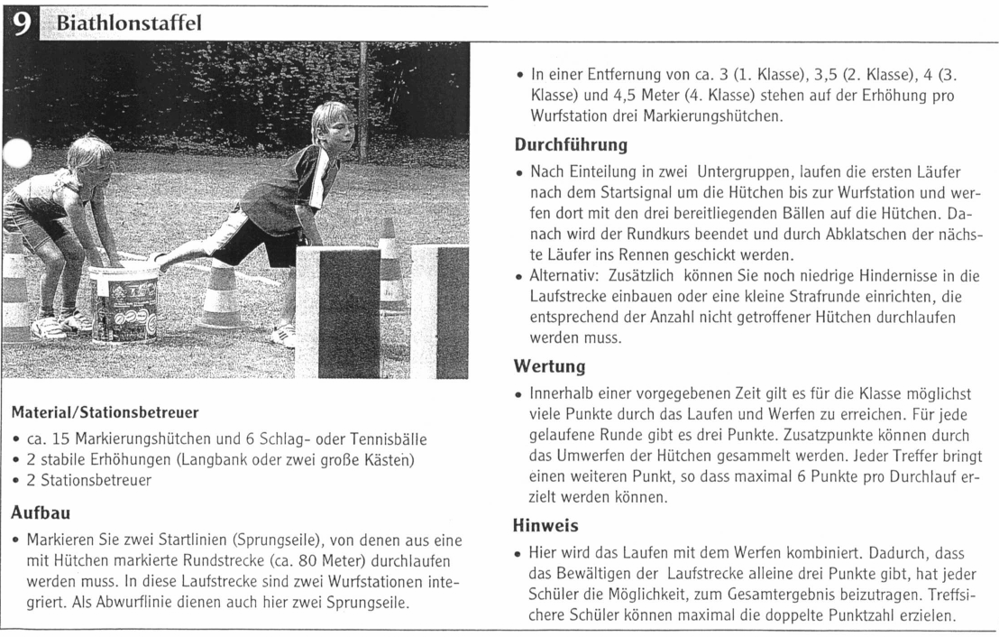 9 Biathlonstaffel
Material/Stationsbetreuer
• ca. 15 Markierungshütchen und 6 Schlag- oder Tennisbälle
• 2 stabile Erhöhungen (Langbank oder zwei große Kästen)
• 2 Stationsbetreuer
Aufbau
• Markieren Sie zwei Startlinien (Sprungseile), von denen aus eine
mit Hütchen markierte Rundstrecke (ca. 80 Meter) durchlaufen
werden muss. In diese Laufstrecke sind zwei Wurfstationen inte-
griert. Als Abwurflinie dienen auch hier zwei Sprungseile.
• In einer Entfernung von ca. 3 (1. Klasse), 3,5 (2. Klasse), 4 (3.
Klasse) und 4,5 Meter (4. Klasse) stehen auf der Erhöhung pro
Wurfstation drei Markierungshütchen.
Durchführung
• Nach Einteilung in zwei Untergruppen, laufen die ersten Läufer
nach dem Startsignal um die Hütchen bis zur Wurfstation und wer-
fen dort mit den drei bereitliegenden Bällen auf die Hütchen. Da-
nach wird der Rundkurs beendet und durch Abklatschen der nächs-
te Läufer ins Rennen geschickt werden.
• Alternativ: Zusätzlich können Sie noch niedrige Hindernisse in die
Laufstrecke einbauen oder eine kleine Strafrunde einrichten, die
entsprechend der Anzahl nicht getroffener Hütchen durchlaufen
werden muss.
Wertung
• Innerhalb einer vorgegebenen Zeit gilt es für die Klasse möglichst
viele Punkte durch das Laufen und Werfen zu erreichen. Für jede
gelaufene Runde gibt es drei Punkte. Zusatzpunkte können durch
das Umwerfen der Hütchen gesammelt werden. Jeder Treffer bringt
einen weiteren Punkt, so dass maximal 6 Punkte pro Durchlauf er-
zielt werden können.
Hinweis
• Hier wird das Laufen mit dem Werfen kombiniert. Dadurch, dass
das Bewältigen der Laufstrecke alleine drei Punkte gibt, hat jeder
Schüler die Möglichkeit, zum Gesamtergebnis beizutragen. Treffsi-
chere Schüler können maximal die doppelte Punktzahl erzielen.